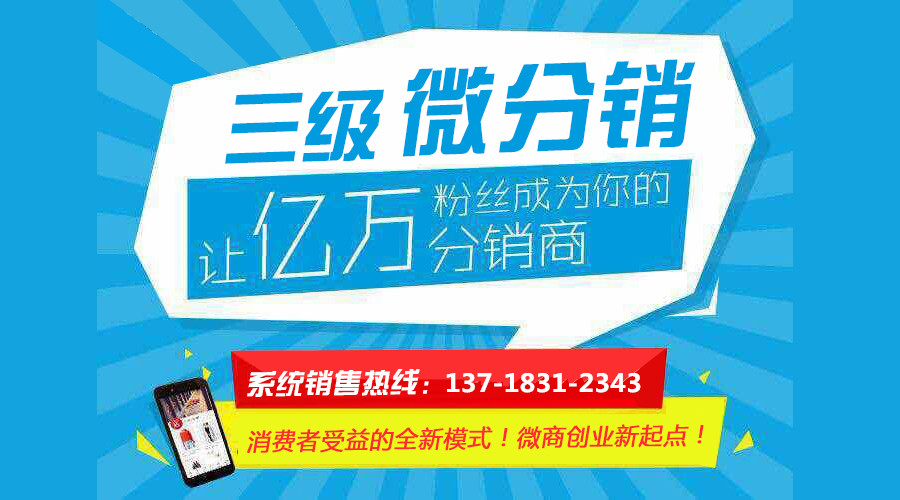 三级微分销
让亿万粉丝成为你的
分销商
系统销售热线：137-1831-2343
消费者受益的全新模式！微商创业新起点！